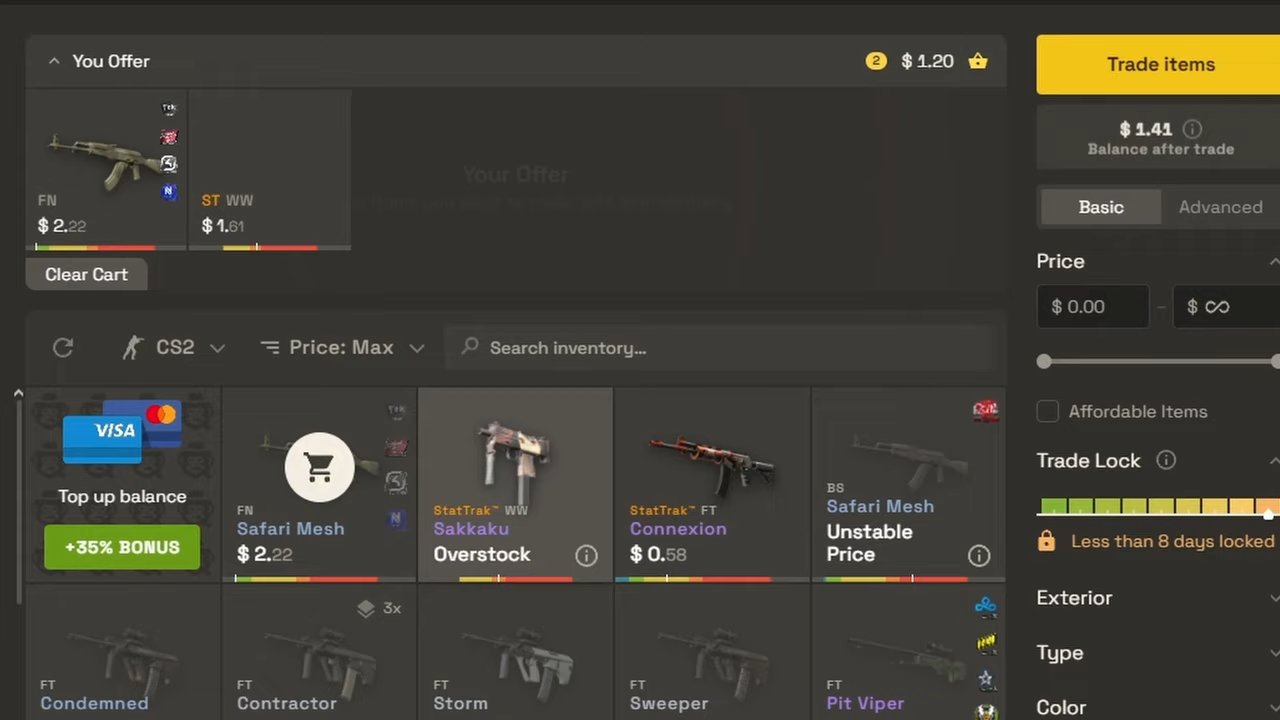 You Offer
2
$ 1.20
Trade items
$ 1.41
Balance after trade
FN
$ 2.22
ST WW
$ 1.61
Your Offer
Clear Cart
Basic
Advanced
Price
$ 0.00
–
$ ∞
CS2
Price: Max
Search inventory...
Affordable Items
Trade Lock
Less than 8 days locked
Exterior
Type
Color
VISA
Top up balance
+35% BONUS
FN
Safari Mesh
$ 2.22
StatTrak™ WW
Sakkaku
Overstock
StatTrak™ FT
Connexion
$ 0.58
BS
Safari Mesh
Unstable
Price
FT
Condemned
3x
FT
Contractor
FT
Storm
FT
Sweeper
FT
Pit Viper